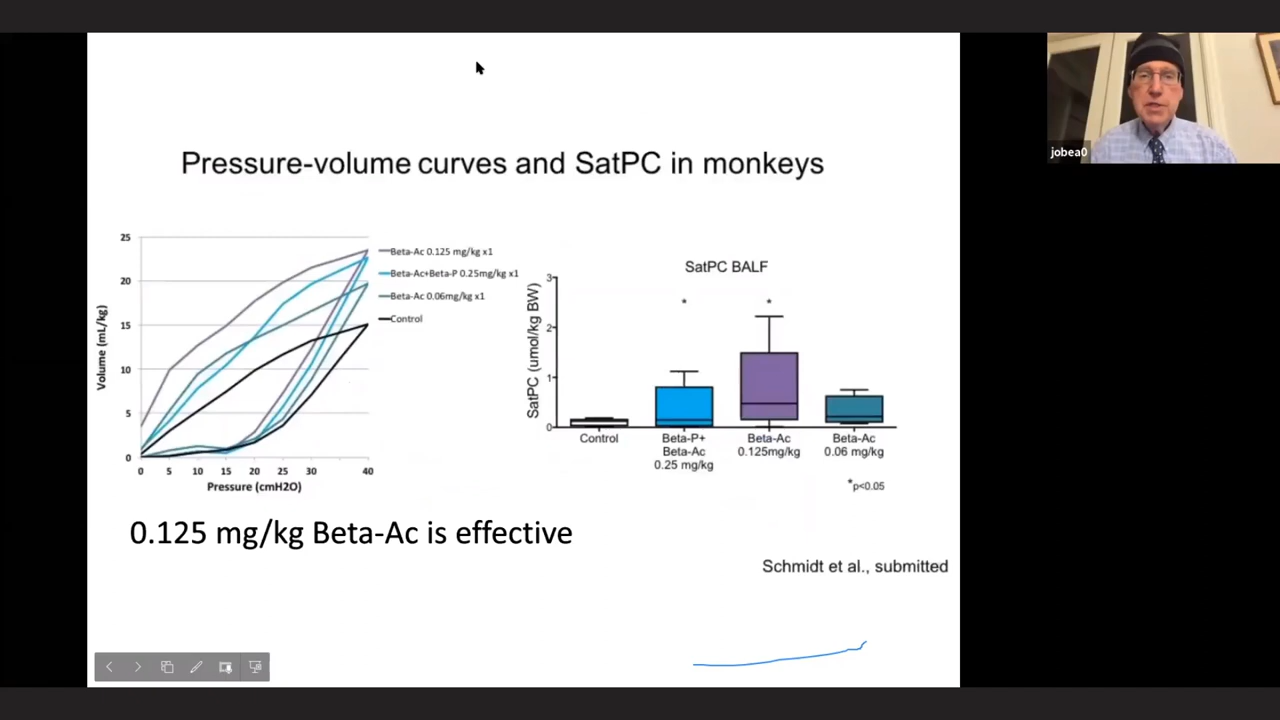 jobea0
Pressure-volume curves and SatPC in monkeys
25
20
15
10
5
0
Volume (mL/kg)
0 5 10 15 20 25 30 40
Pressure (cmH2O)
Beta-Ac 0.125 mg/kg x1
Beta-Ac+Beta-P 0.25mg/kg x1
Beta-Ac 0.06mg/kg x1
Control
SatPC BALF
3
2
1
0
SatPC (umol/kg BW)
* *
Control
Beta-P+
Beta-Ac
0.25 mg/kg
Beta-Ac
0.125mg/kg
Beta-Ac
0.06 mg/kg
*p<0.05
0.125 mg/kg Beta-Ac is effective
Schmidt et al., submitted